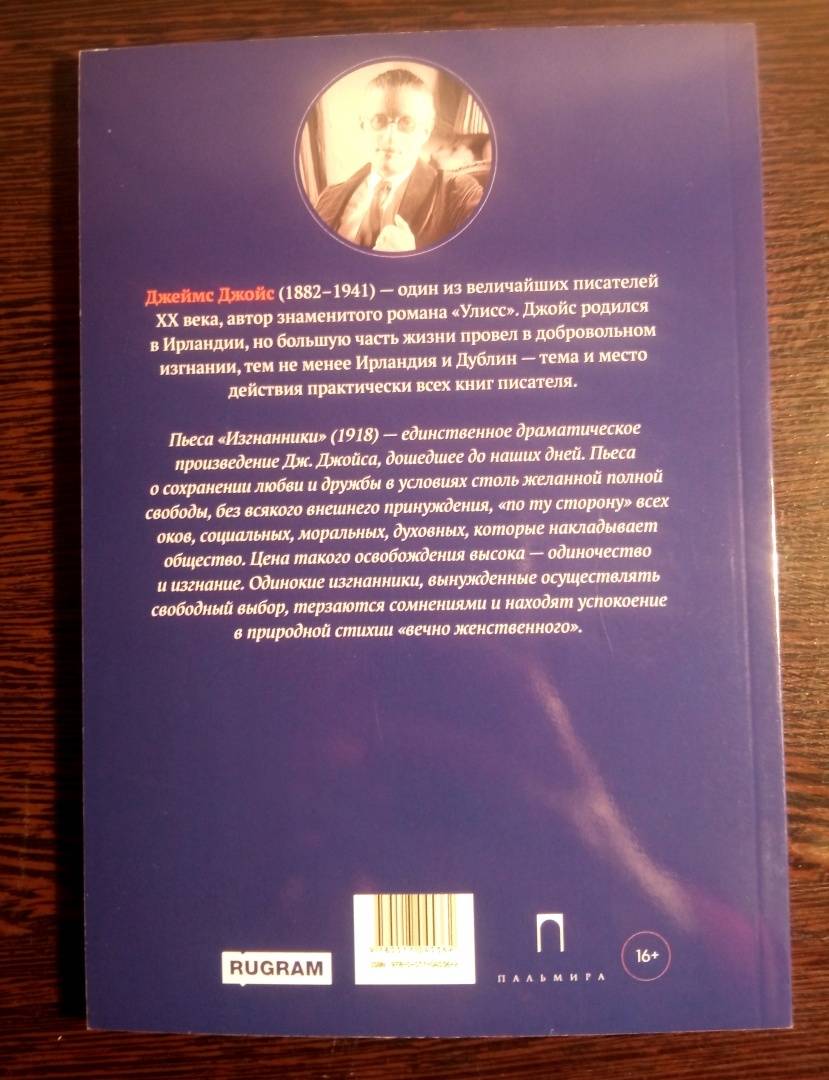 Джеймс Джойс (1882–1941) — один из величайших писателей
XX века, автор знаменитого романа «Улисс». Джойс родился
в Ирландии, но большую часть жизни провел в добровольном
изгнании, тем не менее Ирландия и Дублин — тема и место
действия практически всех книг писателя.
Пьеса «Изгнанники» (1918) — единственное драматическое
произведение Дж. Джойса, дошедшее до наших дней. Пьеса
о сохранении любви и дружбы в условиях столь желанной полной
свободы, без всякого внешнего принуждения, «по ту сторону» всех
оков, социальных, моральных, духовных, которые накладывает
общество. Цена такого освобождения высока — одиночество
и изгнание. Одинокие изгнанники, вынужденные осуществлять
свободный выбор, терзаются сомнениями и находят успокоение
в природной стихии «вечно женственного».
RUGRAM
ISBN
ПАЛЬМИРА
16+